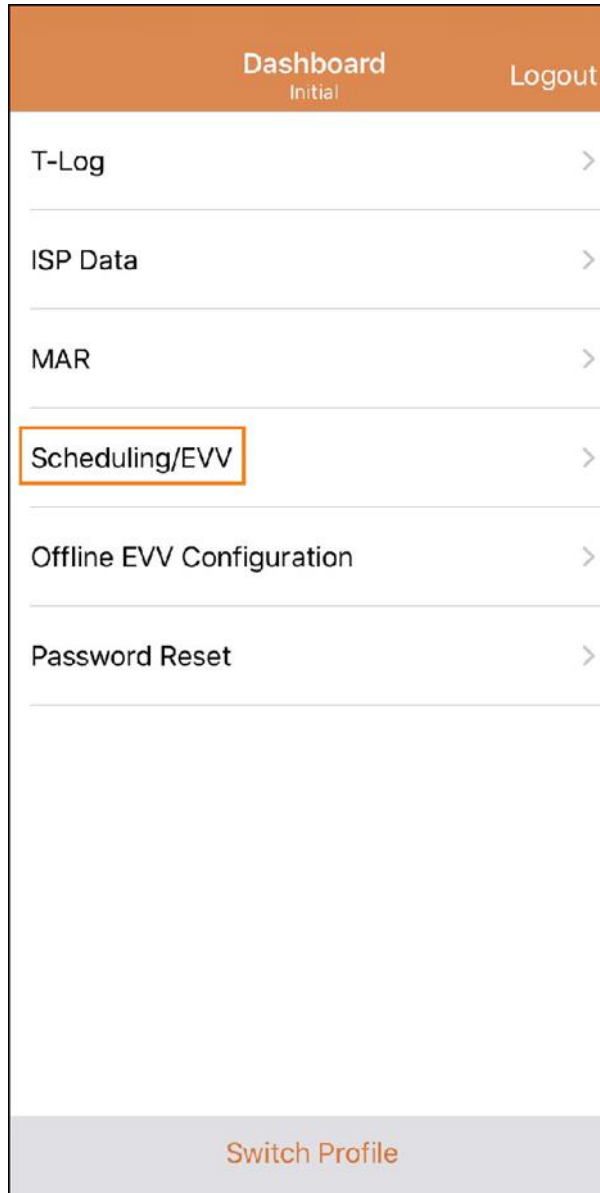 Dashboard
Initial
Logout
T-Log
ISP Data
MAR
Scheduling/EVV
Offline EVV Configuration
Password Reset
Switch Profile